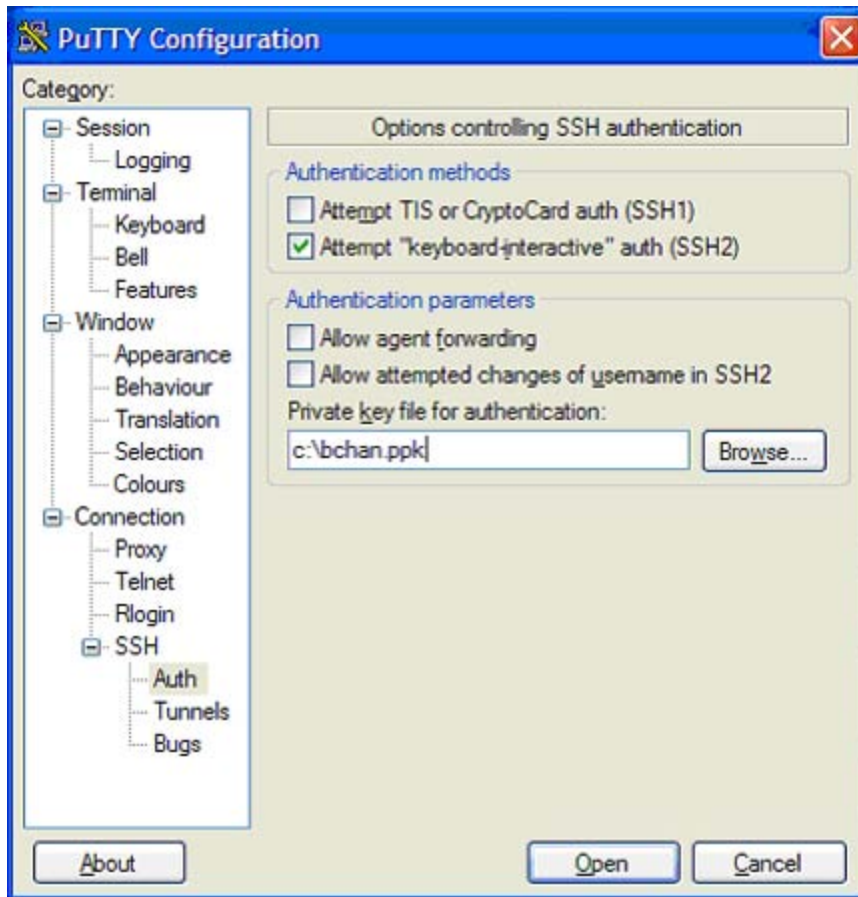 PuTTY Configuration
Category:
Session
Logging
Terminal
Keyboard
Bell
Features
Window
Appearance
Behaviour
Translation
Selection
Colours
Connection
Proxy
Telnet
Rlogin
SSH
Auth
Tunnels
Bugs
Options controlling SSH authentication
Authentication methods
Attempt TIS or CryptoCard auth (SSH1)
Attempt "keyboard-interactive" auth (SSH2)
Authentication parameters
Allow agent forwarding
Allow attempted changes of username in SSH2
Private key file for authentication:
c:\bchan.ppk
Browse...
About
Open
Cancel